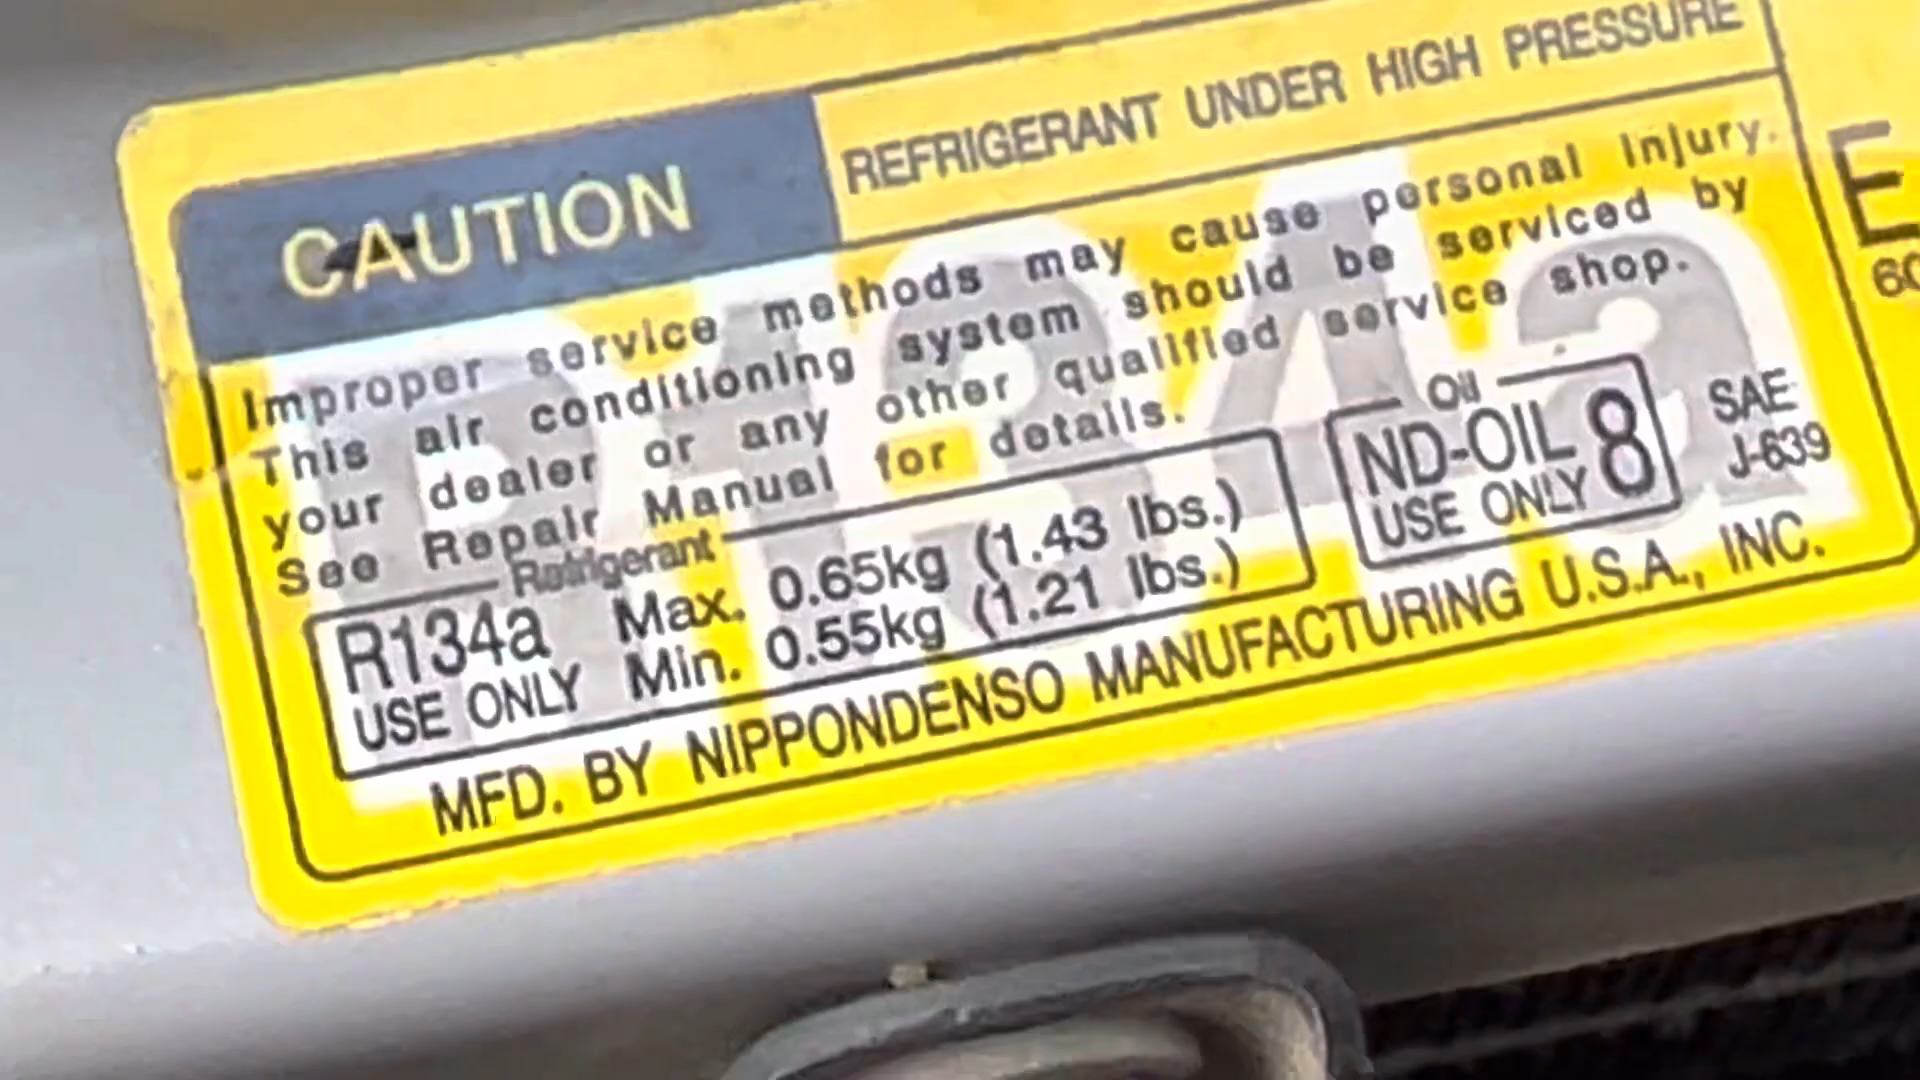 CAUTION
REFRIGERANT UNDER HIGH PRESSURE
Improper service methods may cause personal injury.
This air conditioning system should be serviced by
your dealer or any other qualified service shop.
See Repair Manual for details.
Refrigerant
R134a Max. 0.65kg (1.43 lbs.)
USE ONLY Min. 0.55kg (1.21 lbs.)
Oil
ND-OIL 8
USE ONLY
SAE
J-639
MFD. BY NIPPONDENSO MANUFACTURING U.S.A., INC.
R134a